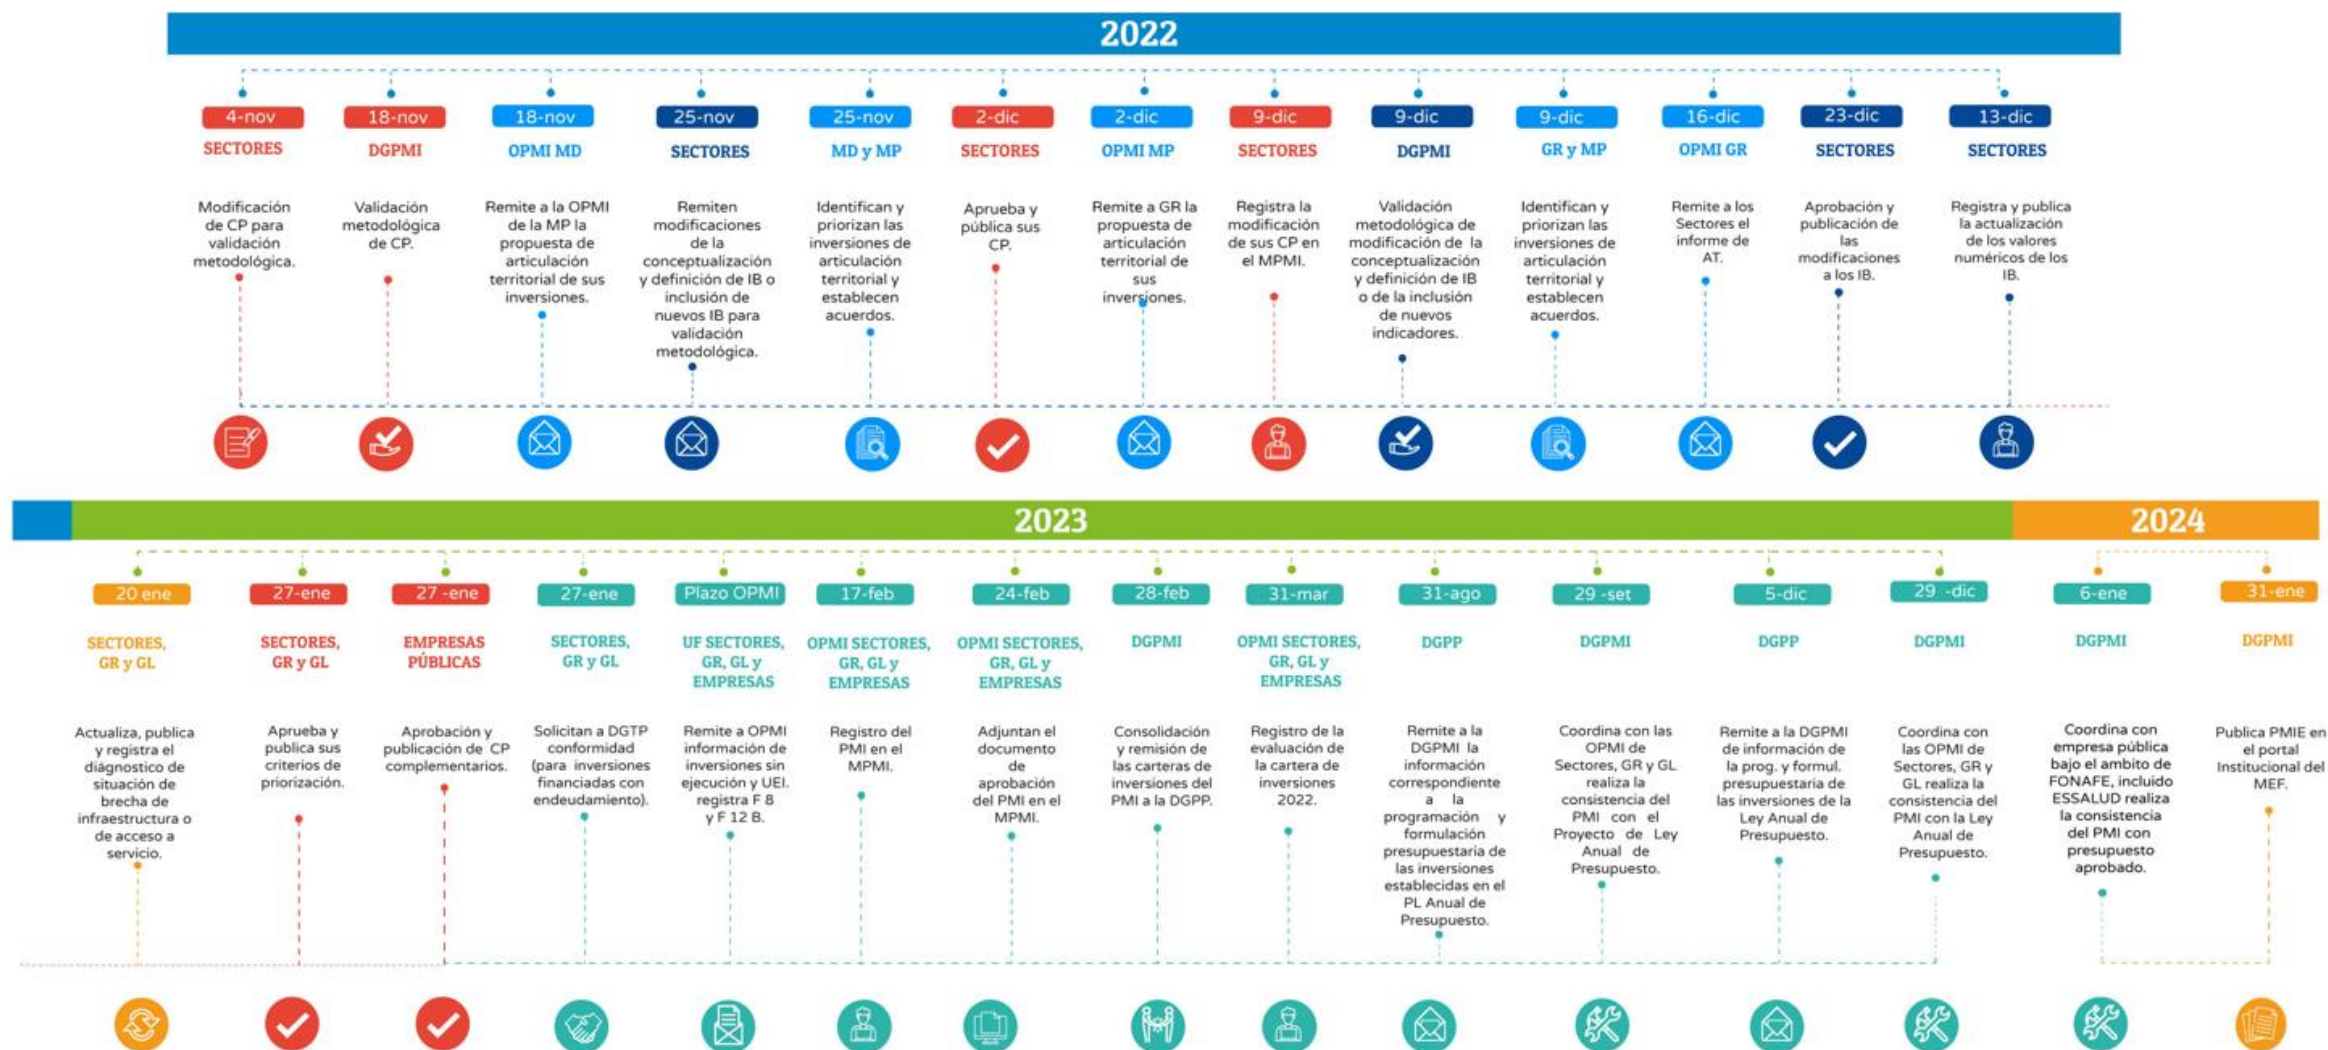 2022
4-nov
SECTORES
Modificación
de CP para
validación
metodológica.
18-nov
DGPMI
Validación
metodológica
de CP.
18-nov
OPMI MD
Remite a la OPMI
de la MP la
propuesta de
articulación
territorial de sus
inversiones.
25-nov
SECTORES
Remiten
modificaciones
de la
conceptualización
y definición de IB o
inclusión de
nuevos IB para
validación
metodológica.
25-nov
MD y MP
Identifican y
priorizan las
inversiones de
articulación
territorial y
establecen
acuerdos.
2-dic
SECTORES
Aprueba y
pública sus
CP.
2-dic
OPMI MP
Remite a GR la
propuesta de
articulación
territorial de
sus
inversiones.
9-dic
SECTORES
Registra la
modificación
de sus CP en
el MPMI.
9-dic
DGPMI
Validación
metodológica de
modificación de la
conceptualización
y definición de IB
o de la inclusión
de nuevos
indicadores.
9-dic
GR y MP
Identifican y
priorizan las
inversiones de
articulación
territorial y
establecen
acuerdos.
16-dic
OPMI GR
Remite a los
Sectores el
informe de
AT.
23-dic
SECTORES
Aprobación y
publicación de
las
modificaciones
a los IB.
13-dic
SECTORES
Registra y publica
la actualización
de los valores
numéricos de los
IB.
2023
20 ene
SECTORES,
GR y GL
Actualiza, publica
y registra el
diágnostico de
situación de
brecha de
infraestructura o
de acceso a
servicio.
27-ene
SECTORES,
GR y GL
Aprueba y
publica sus
criterios de
priorización.
27 -ene
EMPRESAS
PÚBLICAS
Aprobación y
publicación de CP
complementarios.
27-ene
SECTORES,
GR y GL
Solicitan a DGTP
conformidad
(para inversiones
financiadas con
endeudamiento).
Plazo OPMI
UF SECTORES,
GR, GL y
EMPRESAS
Remite a OPMI
información de
inversiones sin
ejecución y UEI.
registra F 8
y F 12 B.
17-feb
OPMI SECTORES,
GR, GL y
EMPRESAS
Registro del
PMI en el
MPMI.
24-feb
OPMI SECTORES,
GR, GL y
EMPRESAS
Adjuntan el
documento
de
aprobación
del PMI en el
MPMI.
28-feb
DGPMI
Consolidación
y remisión de
las carteras de
inversiones del
PMI a la DGPP.
31-mar
OPMI SECTORES,
GR, GL y
EMPRESAS
Registro de la
evaluación de
la cartera de
inversiones
2022.
31-ago
DGPP
Remite a la
DGPMI la
información
correspondiente
a la
programación y
formulación
presupuestaria de
las inversiones
establecidas en el
PL Anual de
Presupuesto.
29 -set
DGPMI
Coordina con las
OPMI de
Sectores, GR y GL
realiza la
consistencia del
PMI con el
Proyecto de Ley
Anual de
Presupuesto.
5-dic
DGPP
Remite a la DGPMI
de información de
la prog. y formul.
presupuestaria de
las inversiones de la
Ley Anual de
Presupuesto.
29 -dic
DGPMI
Coordina con
las OPMI de
Sectores, GR y
GL realiza la
consistencia del
PMI con la Ley
Anual de
Presupuesto.
2024
6-ene
DGPMI
Coordina con
empresa pública
bajo el ambito de
FONAFE, incluido
ESSALUD realiza
la consistencia
del PMI con
presupuesto
aprobado.
31-ene
DGPMI
Publica PMIE en
el portal
Institucional del
MEF.